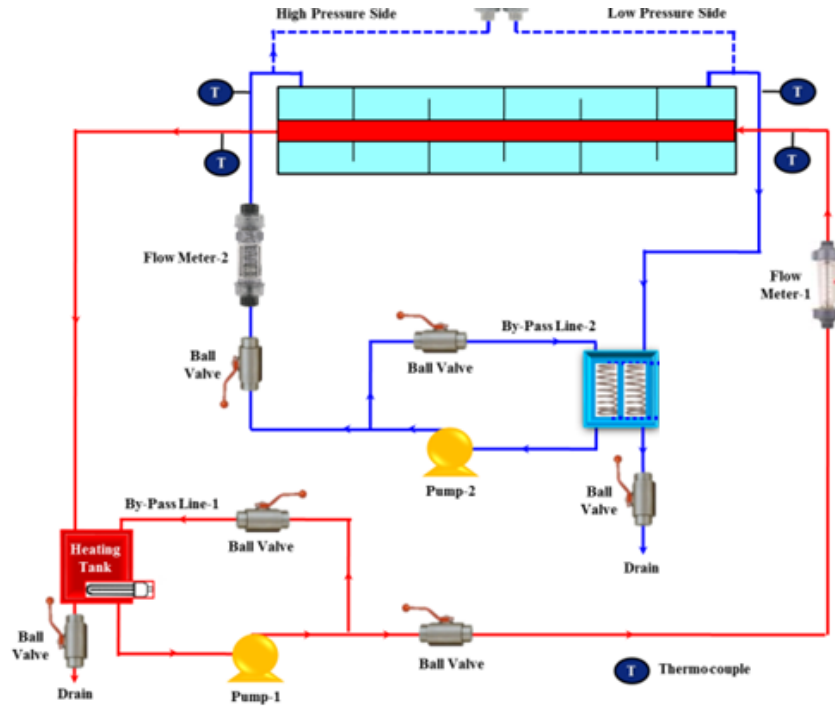 High Pressure Side
Low Pressure Side
T
T
T
T
Flow Meter-2
Flow
Meter-1
Ball
Valve
By-Pass Line-2
Ball Valve
Pump-2
Ball
Valve
Drain
By-Pass Line-1
Ball Valve
Heating
Tank
Ball
Valve
Drain
Pump-1
Ball Valve
T
Thermocouple